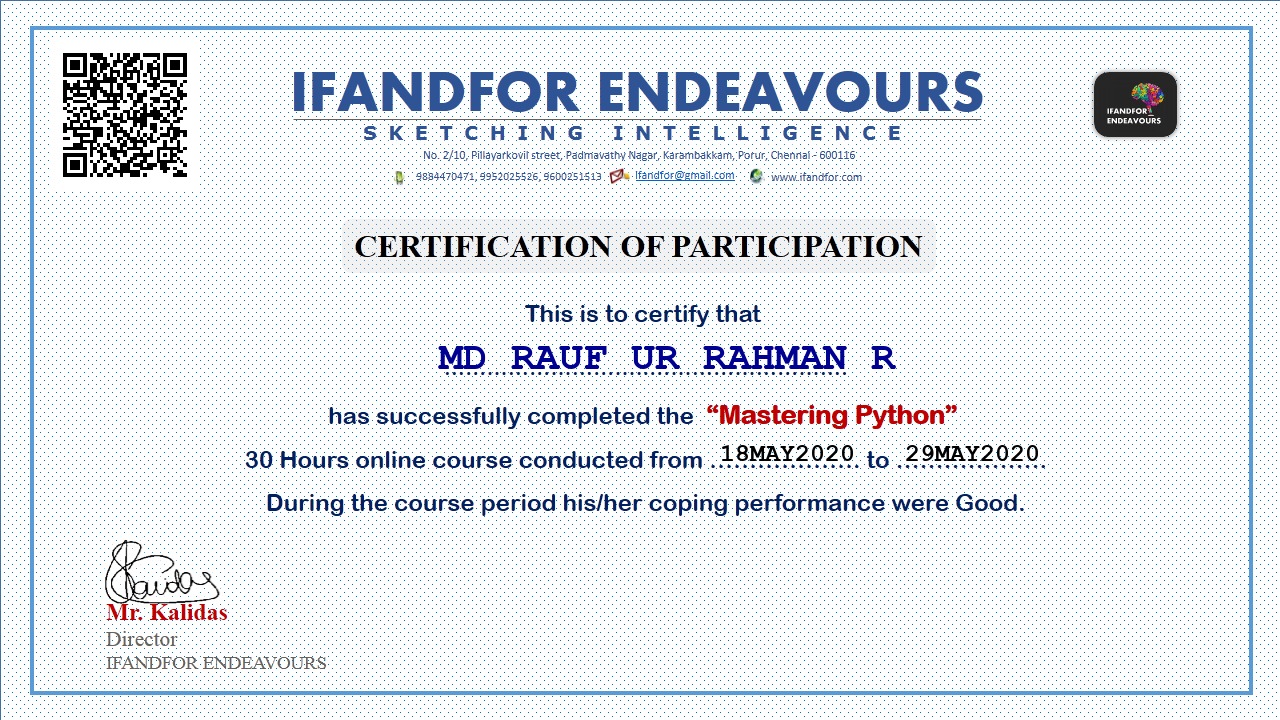 IFANDFOR ENDEAVOURS
SKETCHING INTELLIGENCE
No. 2/10, Pillayarkovil street, Padmavathy Nagar, Karambakkam, Porur, Chennai - 600116
9884470471, 9952025526, 9600251513 ifandfor@gmail.com www.ifandfor.com
IFANDFOR
ENDEAVOURS
CERTIFICATION OF PARTICIPATION
This is to certify that
MD RAUF UR RAHMAN R
has successfully completed the “Mastering Python”
30 Hours online course conducted from 18MAY2020 to 29MAY2020
During the course period his/her coping performance were Good.
Kalidas
Mr. Kalidas
Director
IFANDFOR ENDEAVOURS